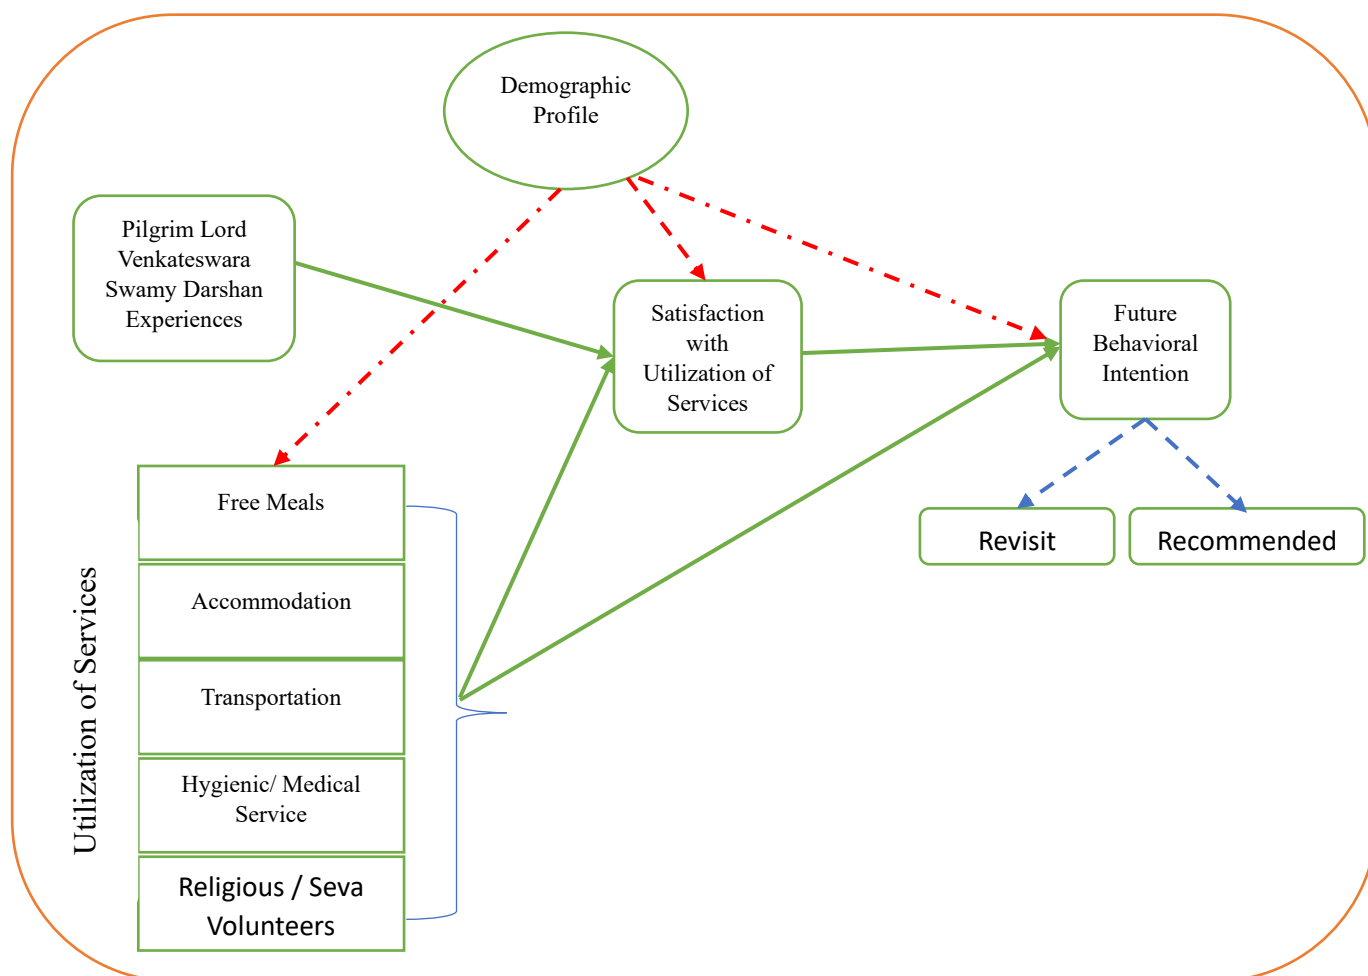 Demographic
Profile
Pilgrim Lord
Venkateswara
Swamy Darshan
Experiences
Satisfaction
with
Utilization of
Services
Future
Behavioral
Intention
Free Meals
Revisit
Recommended
Utilization of Services
Accommodation
Transportation
Hygienic/ Medical
Service
Religious / Seva
Volunteers